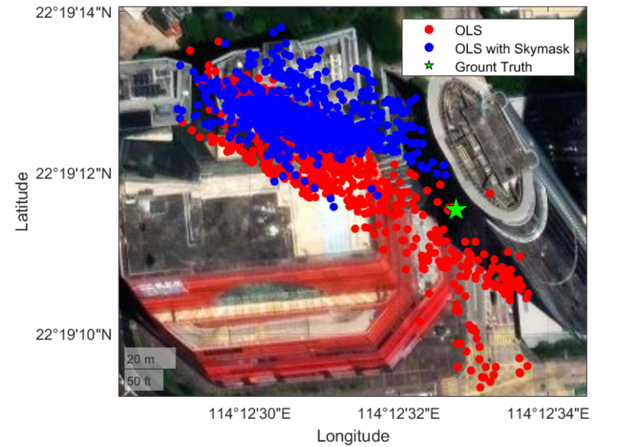 22°19'14"N
22°19'12"N
22°19'10"N
Latitude
OLS
OLS with Skymask
Grount Truth
20 m
50 ft
114°12'30"E
114°12'32"E
114°12'34"E
Longitude